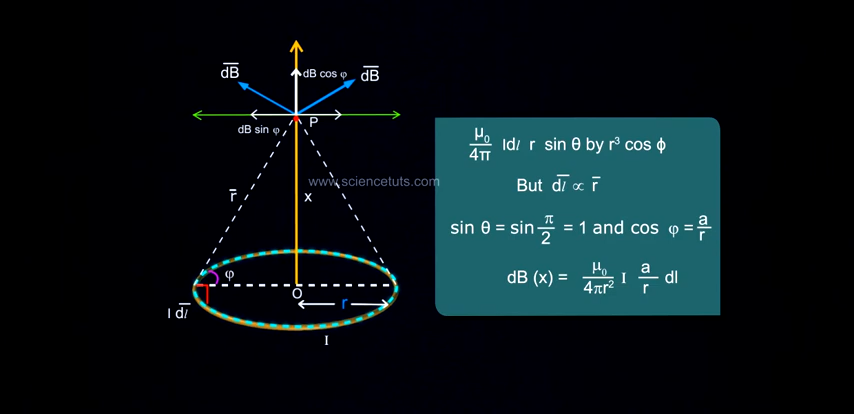 dB
dB cos φ
dB
dB sin φ
P
www.sciencetuts.com
r̄
x
φ
O
r
I dl
I
μ₀/4π Idl r sin θ by r³ cos ϕ
But dl ∝ r̄
sin θ = sin π/2 = 1 and cos φ = a/r
dB (x) = μ₀/4πr² I a/r dl